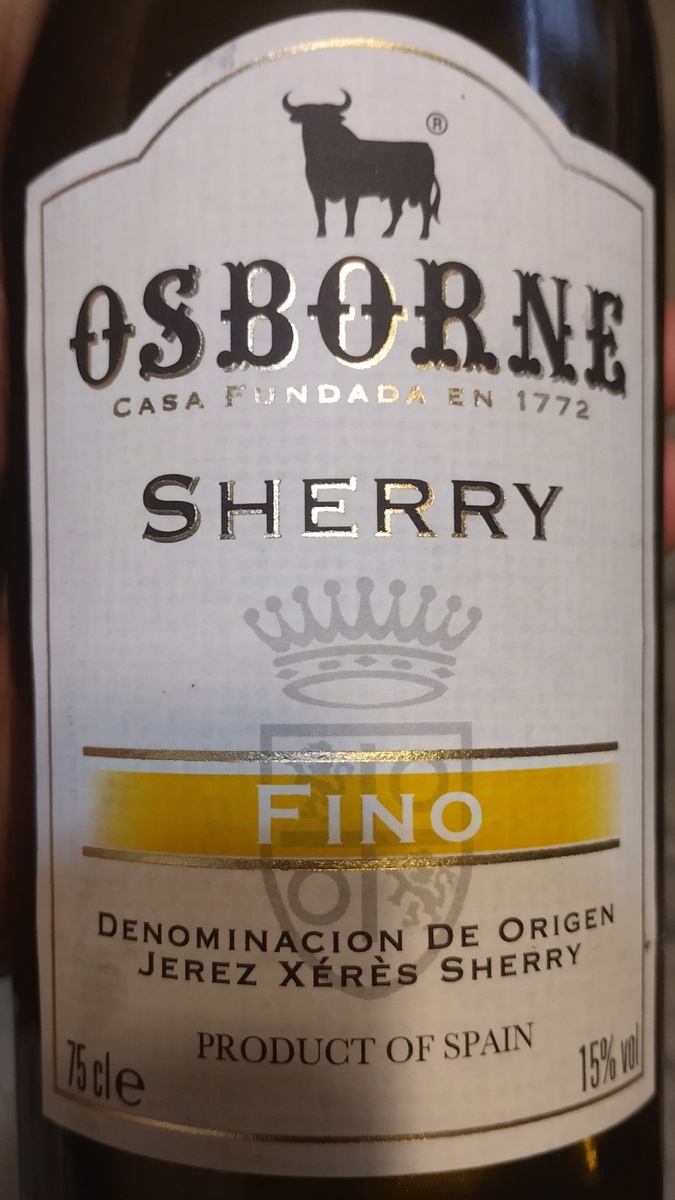 ®
OSBORNE
CASA FUNDADA EN 1772
SHERRY
FINO
DENOMINACION DE ORIGEN
JEREZ XÉRÈS SHERRY
PRODUCT OF SPAIN
75 cl e
15% vol